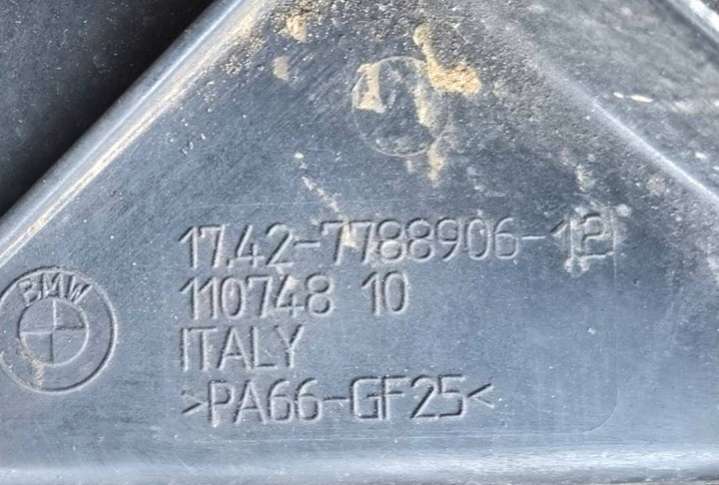 17.42-7788906-12
110748 10
BMW
ITALY
>PA66-GF25<